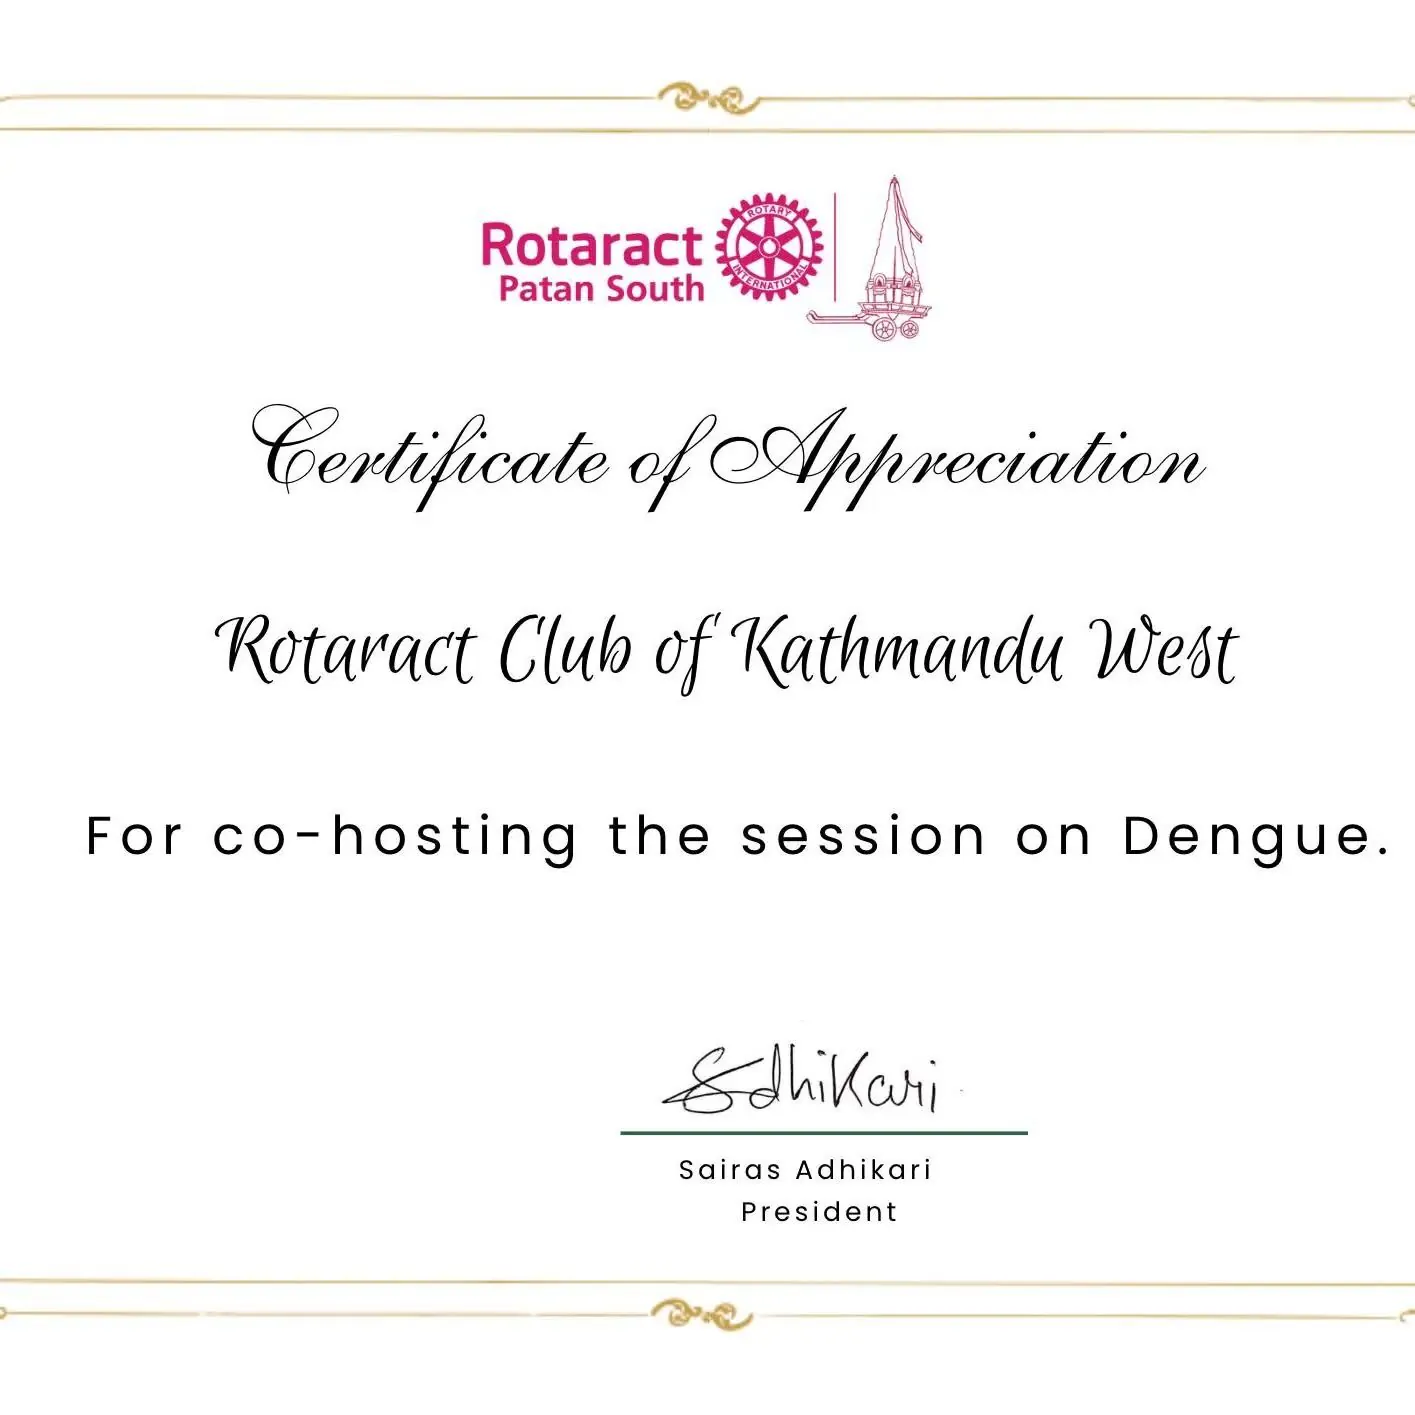 Rotaract
Patan South
ROTARY
INTERNATIONAL
Certificate of Appreciation
Rotaract Club of Kathmandu West
For co-hosting the session on Dengue.
SAdhikari
Sairas Adhikari
President